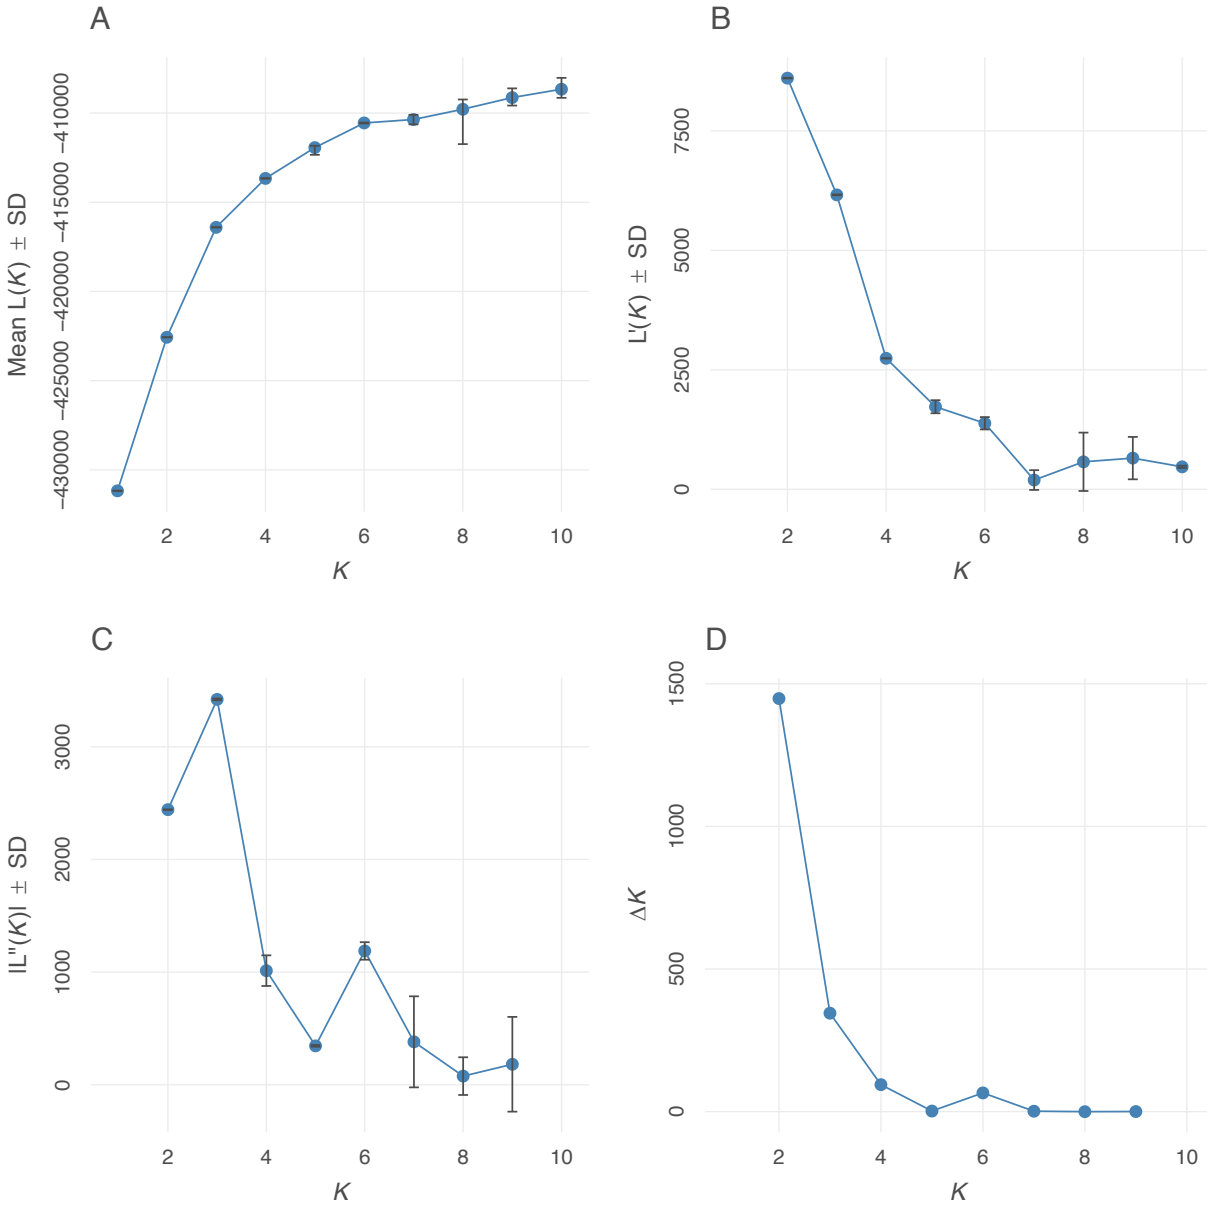 A
Mean L(K) ± SD
−410000
−415000
−420000
−425000
−430000
2 4 6 8 10
K
B
L'(K) ± SD
7500
5000
2500
0
2 4 6 8 10
K
C
|L"(K)| ± SD
3000
2000
1000
0
2 4 6 8 10
K
D
ΔK
1500
1000
500
0
2 4 6 8 10
K